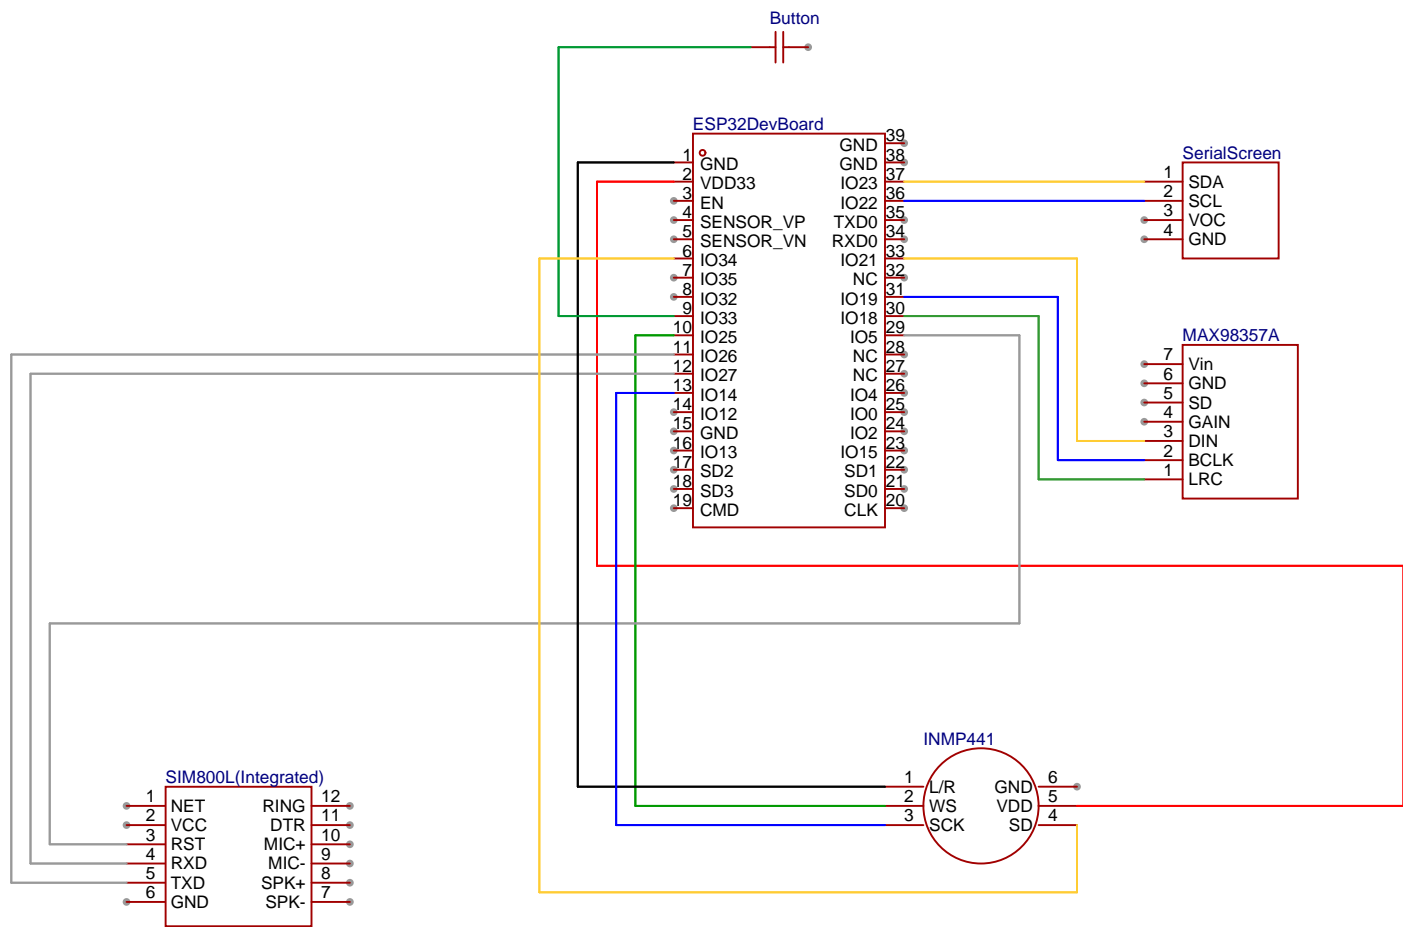 Button
ESP32DevBoard
1 GND
2 VDD33
3 EN
4 SENSOR_VP
5 SENSOR_VN
6 IO34
7 IO35
8 IO32
9 IO33
10 IO25
11 IO26
12 IO27
13 IO14
14 IO12
15 GND
16 IO13
17 SD2
18 SD3
19 CMD
GND 39
GND 38
IO23 37
IO22 36
TXD0 35
RXD0 34
IO21 33
NC 32
IO19 31
IO18 30
IO5 29
NC 28
NC 27
IO4 26
IO0 25
IO2 24
IO15 23
SD1 22
SD0 21
CLK 20
SerialScreen
1 SDA
2 SCL
3 VOC
4 GND
MAX98357A
7 Vin
6 GND
5 SD
4 GAIN
3 DIN
2 BCLK
1 LRC
INMP441
1 L/R
2 WS
3 SCK
GND 6
VDD 5
SD 4
SIM800L(Integrated)
1 NET
2 VCC
3 RST
4 RXD
5 TXD
6 GND
RING 12
DTR 11
MIC+ 10
MIC- 9
SPK+ 8
SPK- 7